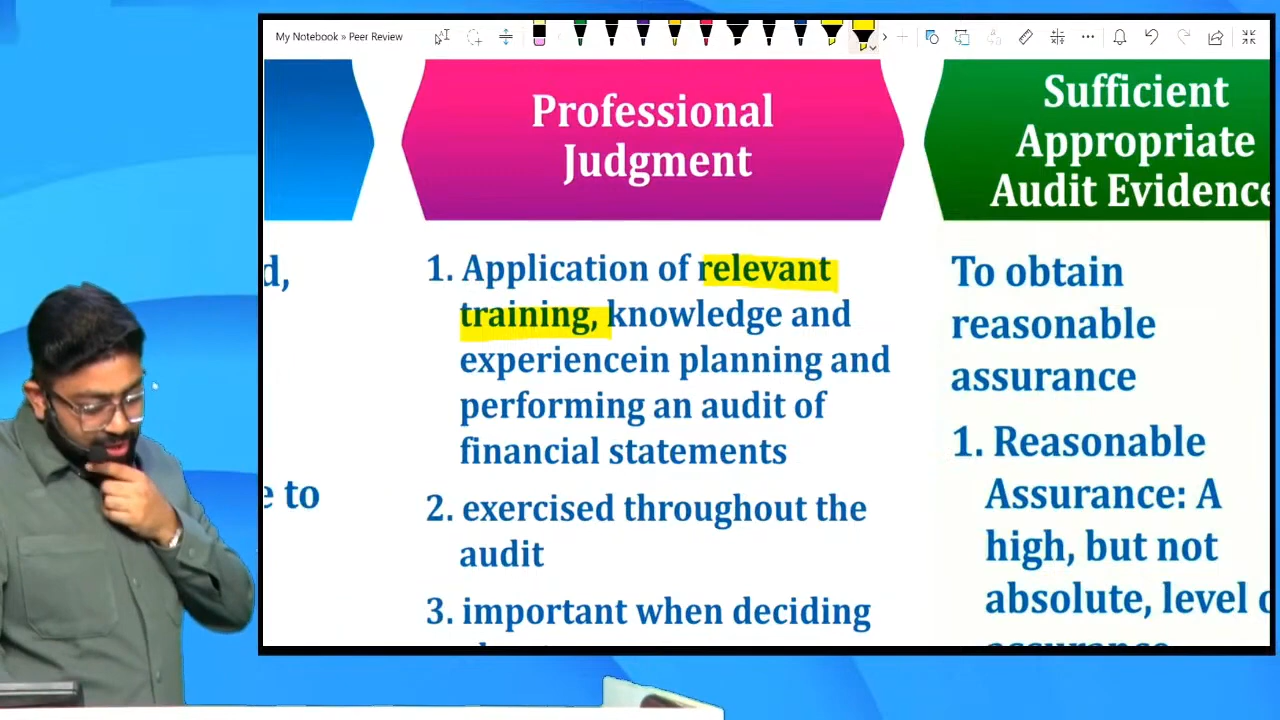 My Notebook » Peer Review
Professional
Judgment
Sufficient
Appropriate
Audit Evidence
d,
e to
1. Application of relevant
training, knowledge and
experiencein planning and
performing an audit of
financial statements
2. exercised throughout the
audit
3. important when deciding
To obtain
reasonable
assurance
1. Reasonable
Assurance: A
high, but not
absolute, level
assurance